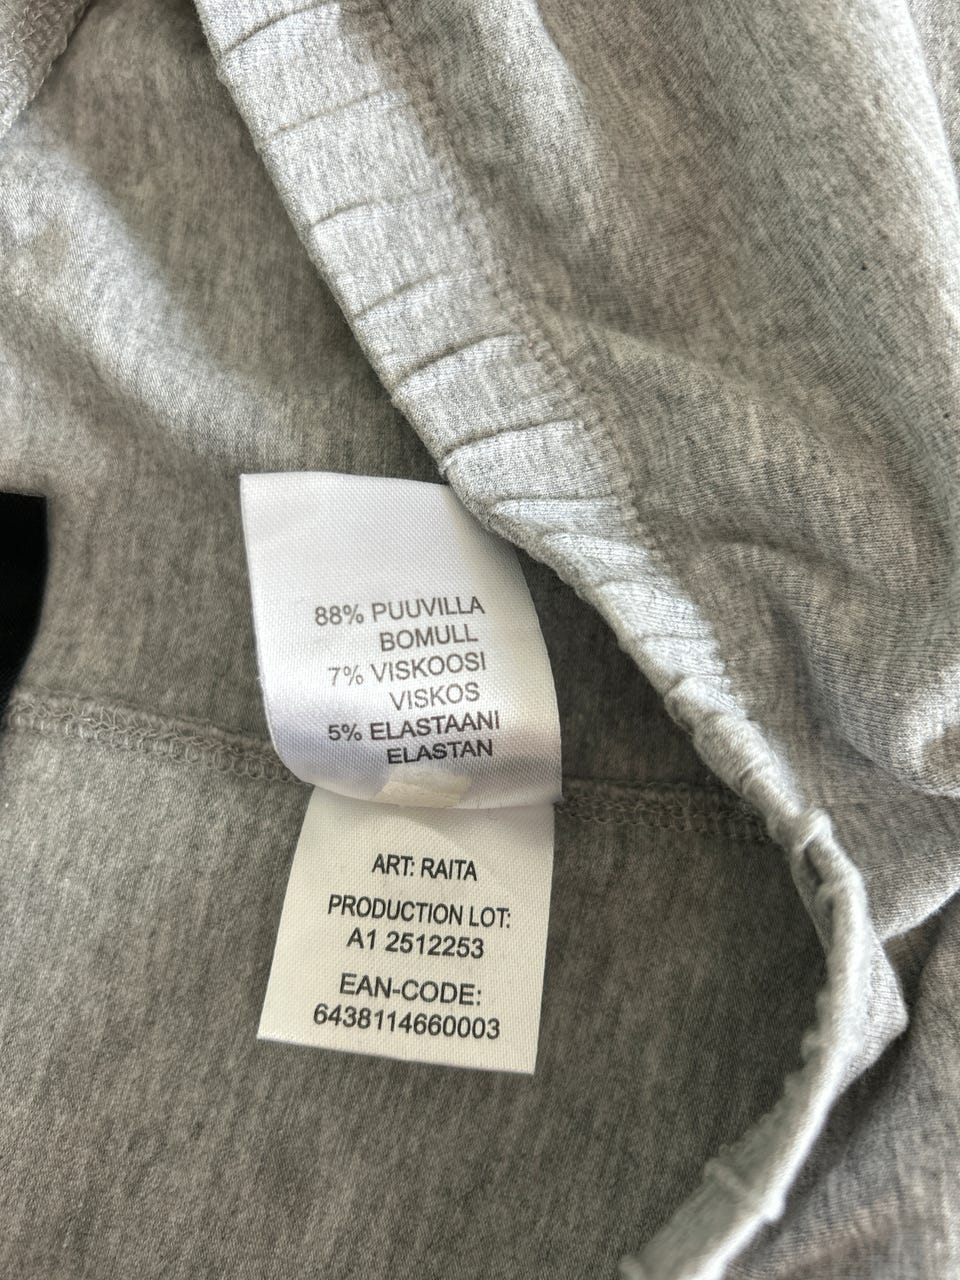 88% PUUVILLA
BOMULL
7% VISKOOSI
VISKOS
5% ELASTAANI
ELASTAN
ART: RAITA
PRODUCTION LOT:
A1 2512253
EAN-CODE:
6438114660003